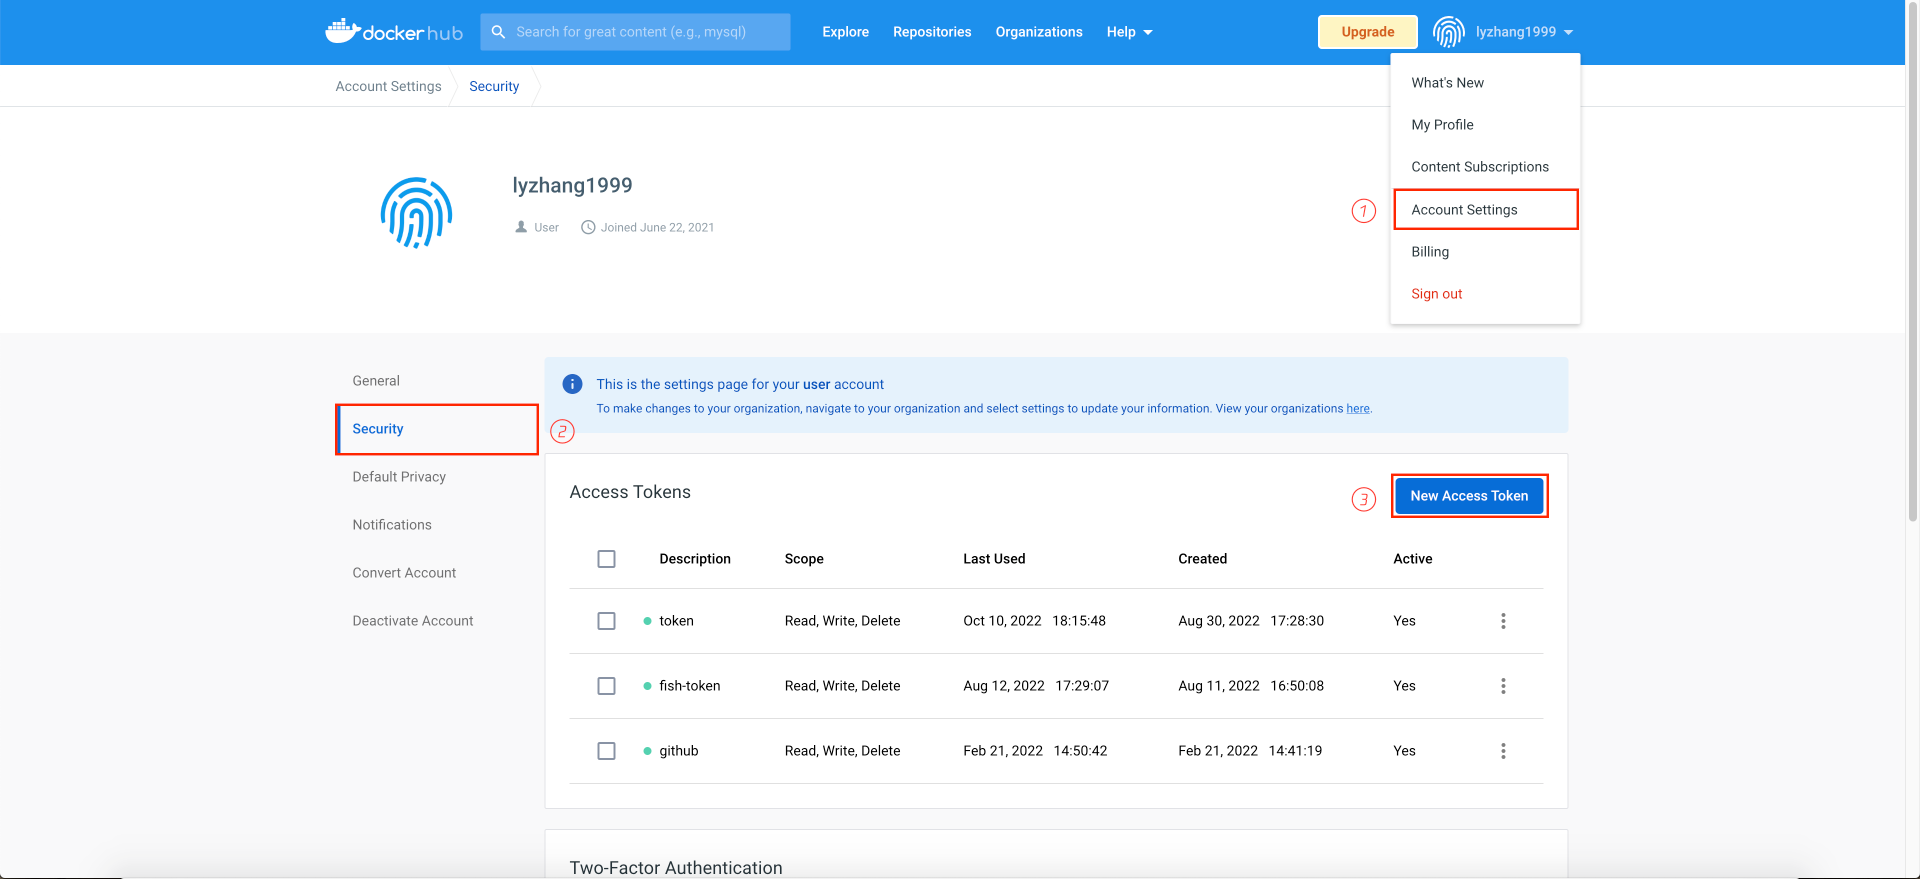 docker hub
Search for great content (e.g., mysql)
Explore
Repositories
Organizations
Help
Upgrade
lyzhang1999
Account Settings
Security
What's New
My Profile
Content Subscriptions
1
Account Settings
Billing
Sign out
lyzhang1999
User
Joined June 22, 2021
General
Security
2
Default Privacy
Notifications
Convert Account
Deactivate Account
This is the settings page for your user account
To make changes to your organization, navigate to your organization and select settings to update your information. View your organizations here.
Access Tokens
3
New Access Token
Description Scope Last Used Created Active
token Read, Write, Delete Oct 10, 2022 18:15:48 Aug 30, 2022 17:28:30 Yes
fish-token Read, Write, Delete Aug 12, 2022 17:29:07 Aug 11, 2022 16:50:08 Yes
github Read, Write, Delete Feb 21, 2022 14:50:42 Feb 21, 2022 14:41:19 Yes
Two-Factor Authentication